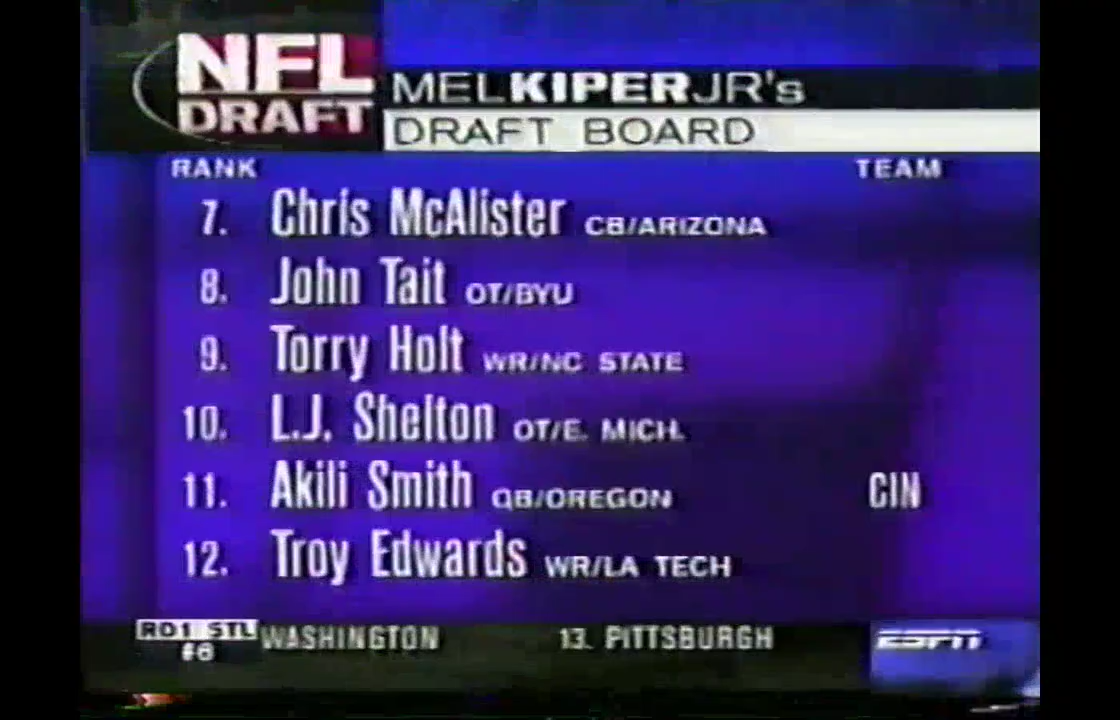 NFL
DRAFT
MELKIPERJR's
DRAFT BOARD
RANK TEAM
7. Chris McAlister CB/ARIZONA
8. John Tait OT/BYU
9. Torry Holt WR/NC STATE
10. L.J. Shelton OT/E. MICH.
11. Akili Smith QB/OREGON CIN
12. Troy Edwards WR/LA TECH
RD1 STL WASHINGTON 13. PITTSBURGH ESPN
#6